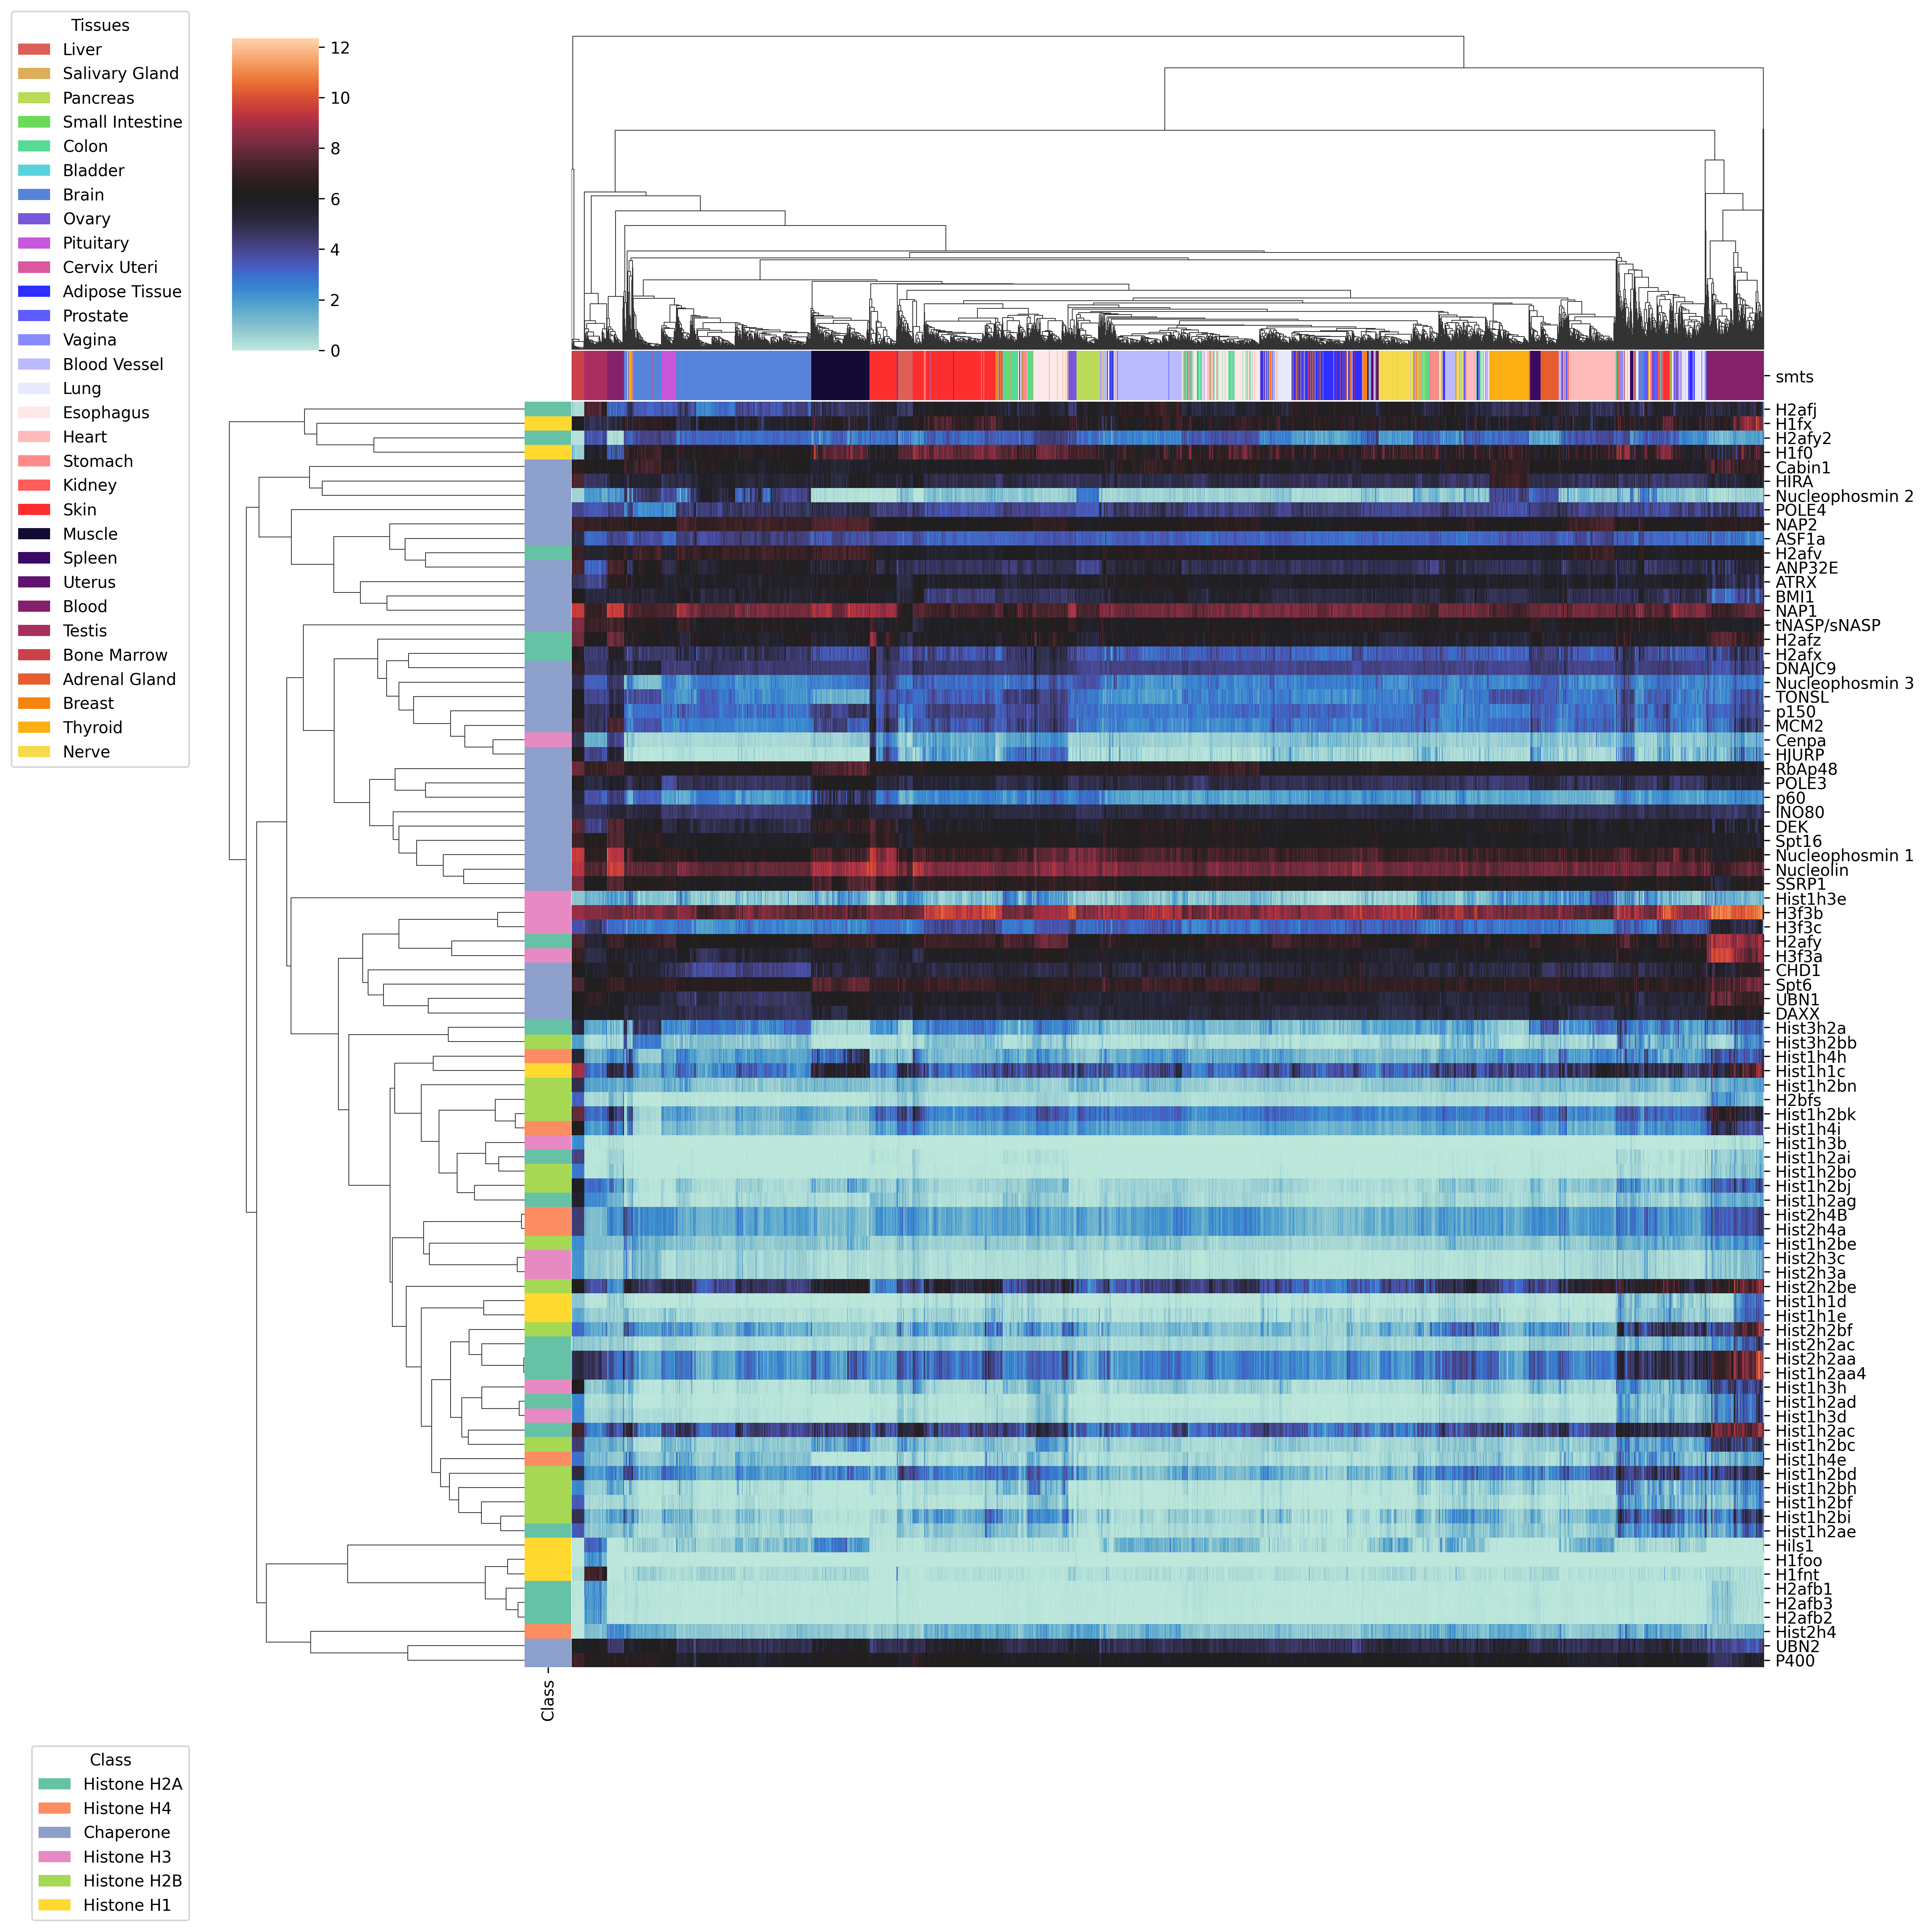 Tissues
Liver
Salivary Gland
Pancreas
Small Intestine
Colon
Bladder
Brain
Ovary
Pituitary
Cervix Uteri
Adipose Tissue
Prostate
Vagina
Blood Vessel
Lung
Esophagus
Heart
Stomach
Kidney
Skin
Muscle
Spleen
Uterus
Blood
Testis
Bone Marrow
Adrenal Gland
Breast
Thyroid
Nerve
12
10
8
6
4
2
0
smts
H2afj
H1fx
H2afy2
H1f0
Cabin1
HIRA
Nucleophosmin 2
POLE4
NAP2
ASF1a
H2afv
ANP32E
ATRX
BMI1
NAP1
tNASP/sNASP
H2afz
H2afx
DNAJC9
Nucleophosmin 3
TONSL
p150
MCM2
Cenpa
HJURP
RbAp48
POLE3
p60
INO80
DEK
Spt16
Nucleophosmin 1
Nucleolin
SSRP1
Hist1h3e
H3f3b
H3f3c
H2afy
H3f3a
CHD1
Spt6
UBN1
DAXX
Hist3h2a
Hist3h2bb
Hist1h4h
Hist1h1c
Hist1h2bn
H2bfs
Hist1h2bk
Hist1h4i
Hist1h3b
Hist1h2ai
Hist1h2bo
Hist1h2bj
Hist1h2ag
Hist2h4B
Hist2h4a
Hist1h2be
Hist2h3c
Hist2h3a
Hist2h2be
Hist1h1d
Hist1h1e
Hist2h2bf
Hist2h2ac
Hist2h2aa
Hist1h2aa4
Hist1h3h
Hist1h2ad
Hist1h3d
Hist1h2ac
Hist1h2bc
Hist1h4e
Hist1h2bd
Hist1h2bh
Hist1h2bf
Hist1h2bi
Hist1h2ae
Hils1
H1foo
H1fnt
H2afb1
H2afb3
H2afb2
Hist2h4
UBN2
P400
Class
Class
Histone H2A
Histone H4
Chaperone
Histone H3
Histone H2B
Histone H1